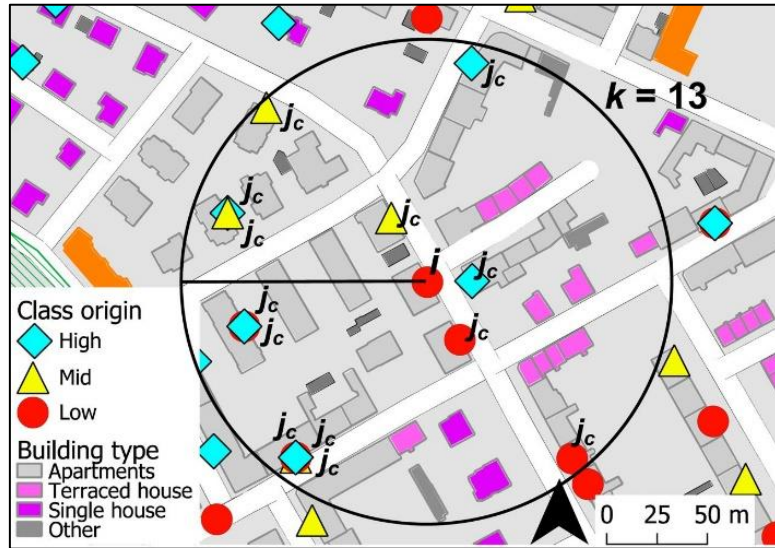 j_c
k = 13
j_c
j_c
j_c
j_c
i
j_c
j_c
j_c
j_c
j_c
j_c
j_c
j_c
Class origin
High
Mid
Low
Building type
Apartments
Terraced house
Single house
Other
0 25 50 m